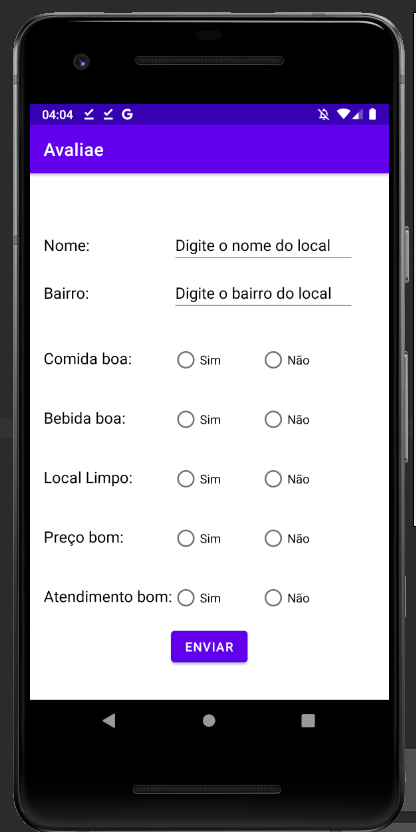 04:04
Avaliae
Nome: Digite o nome do local
Bairro: Digite o bairro do local
Comida boa: Sim Não
Bebida boa: Sim Não
Local Limpo: Sim Não
Preço bom: Sim Não
Atendimento bom: Sim Não
ENVIAR